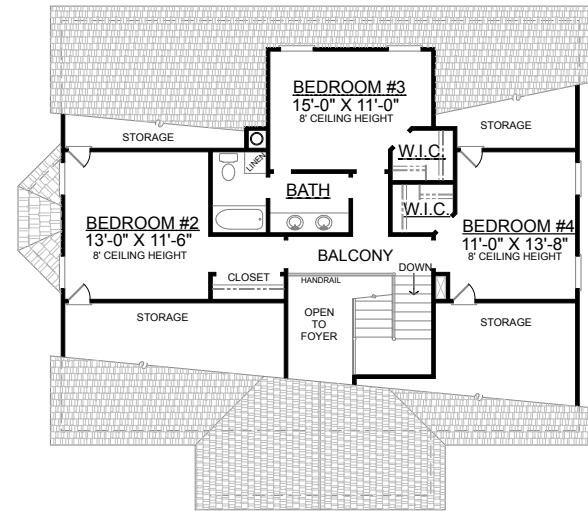 BEDROOM #3
15'-0" X 11'-0"
8' CEILING HEIGHT
STORAGE
STORAGE
LINEN
W.I.C.
BATH
W.I.C.
BEDROOM #2
13'-0" X 11'-6"
8' CEILING HEIGHT
BEDROOM #4
11'-0" X 13'-8"
8' CEILING HEIGHT
BALCONY
CLOSET
HANDRAIL
DOWN
STORAGE
OPEN
TO
FOYER
STORAGE